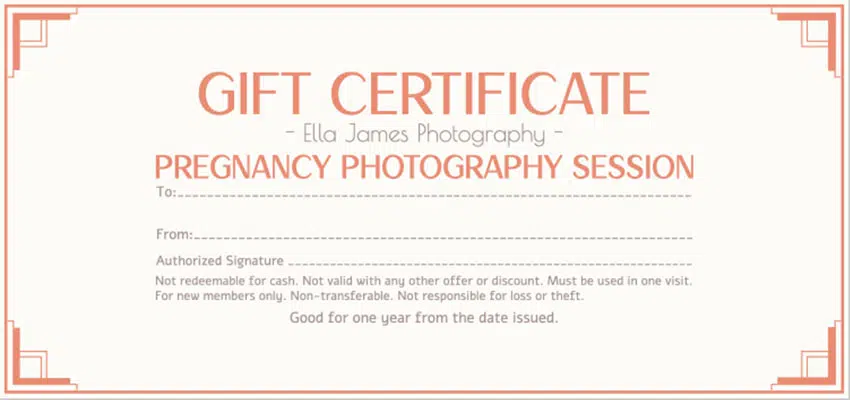 GIFT CERTIFICATE
- Ella James Photography -
PREGNANCY PHOTOGRAPHY SESSION
To:
From:
Authorized Signature
Not redeemable for cash. Not valid with any other offer or discount. Must be used in one visit.
For new members only. Non-transferable. Not responsible for loss or theft.
Good for one year from the date issued.